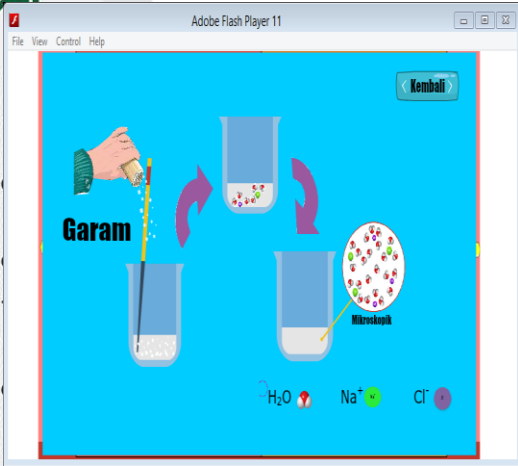 Adobe Flash Player 11
File View Control Help
Kembali
Garam
Mikroskopik
H₂O Na⁺ Cl⁻